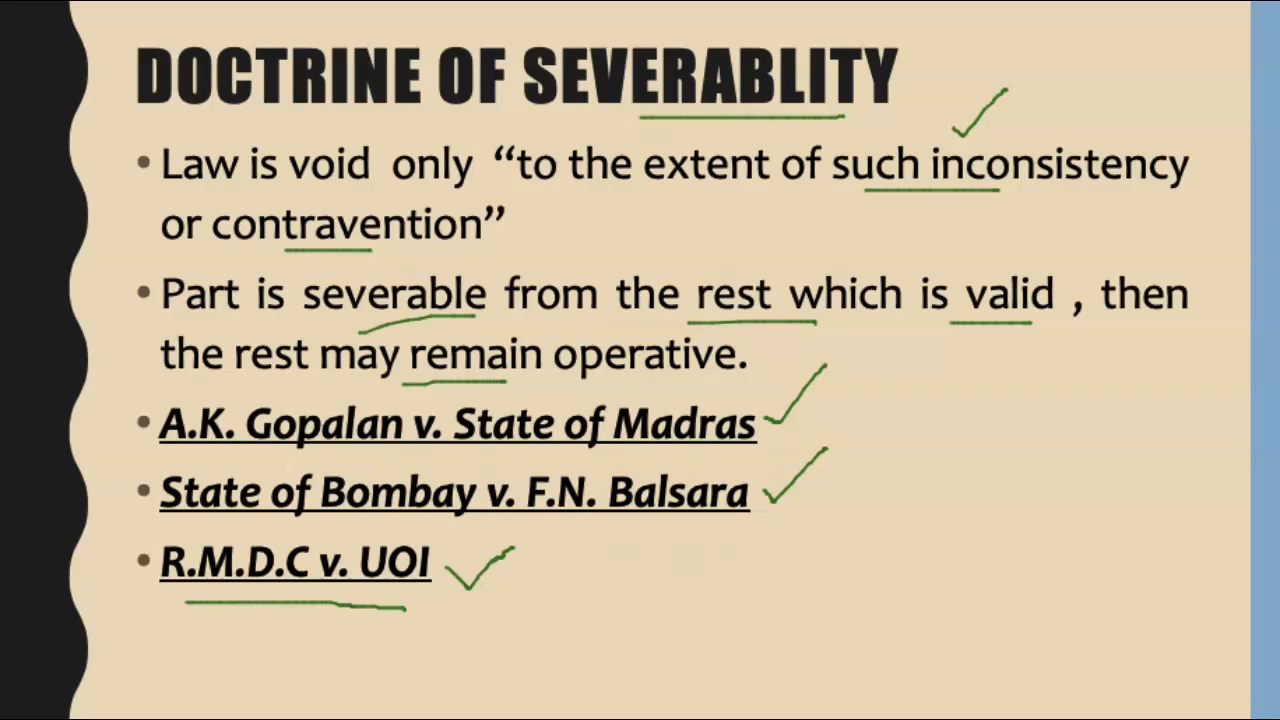 DOCTRINE OF SEVERABLITY
• Law is void only “to the extent of such inconsistency
or contravention”
• Part is severable from the rest which is valid , then
the rest may remain operative.
• A.K. Gopalan v. State of Madras
• State of Bombay v. F.N. Balsara
• R.M.D.C v. UOI